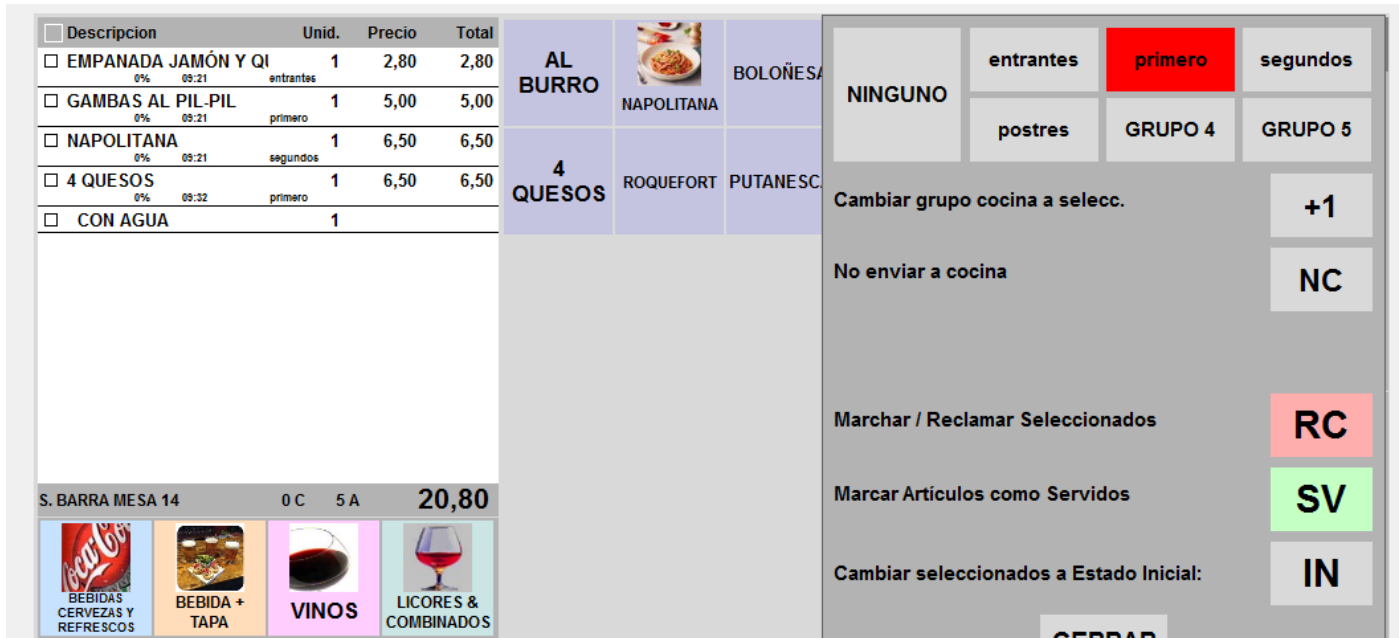 Descripcion Unid. Precio Total
EMPANADA JAMÓN Y QU 1 2,80 2,80
0% 09:21 entrantes
GAMBAS AL PIL-PIL 1 5,00 5,00
0% 09:21 primero
NAPOLITANA 1 6,50 6,50
0% 09:21 segundos
4 QUESOS 1 6,50 6,50
0% 09:32 primero
CON AGUA 1
S. BARRA MESA 14 0 C 5 A 20,80
Coca-Co
BEBIDAS
CERVEZAS Y
REFRESCOS
BEBIDA +
TAPA
VINOS
LICORES &
COMBINADOS
AL
BURRO
NAPOLITANA
BOLOÑESA
4
QUESOS
ROQUEFORT
PUTANESC
NINGUNO
entrantes
primero
segundos
postres
GRUPO 4
GRUPO 5
Cambiar grupo cocina a selecc.
+1
No enviar a cocina
NC
Marchar / Reclamar Seleccionados
RC
Marcar Artículos como Servidos
SV
Cambiar seleccionados a Estado Inicial:
IN
CERRAR